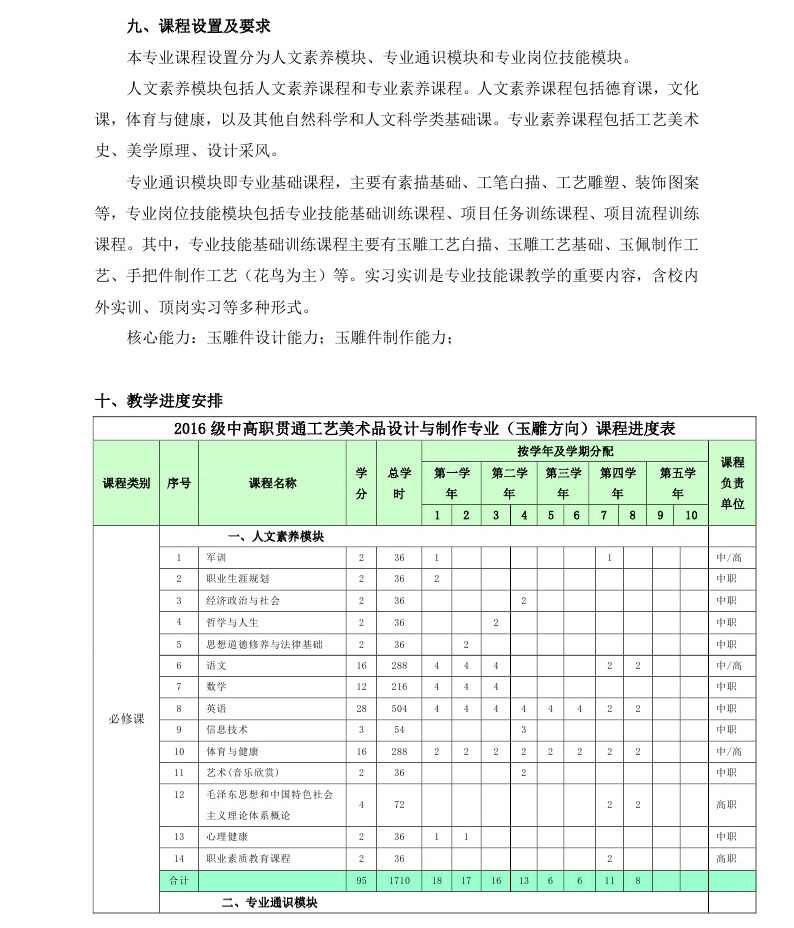 九、课程设置及要求
本专业课程设置分为人文素养模块、专业通识模块和专业岗位技能模块。
人文素养模块包括人文素养课程和专业素养课程。人文素养课程包括德育课，文化
课，体育与健康，以及其他自然科学和人文科学类基础课。专业素养课程包括工艺美术
史、美学原理、设计采风。
专业通识模块即专业基础课程，主要有素描基础、工笔白描、工艺雕塑、装饰图案
等，专业岗位技能模块包括专业技能基础训练课程、项目任务训练课程、项目流程训练
课程。其中，专业技能基础训练课程主要有玉雕工艺白描、玉雕工艺基础、玉佩制作工
艺、手把件制作工艺（花鸟为主）等。实习实训是专业技能课教学的重要内容，含校内
外实训、顶岗实习等多种形式。
核心能力：玉雕件设计能力；玉雕件制作能力；
十、教学进度安排
2016 级中高职贯通工艺美术品设计与制作专业（玉雕方向）课程进度表
课程类别 序号 课程名称 学分 总学时 按学年及学期分配 课程负责单位
第一学年 第二学年 第三学年 第四学年 第五学年
1 2 3 4 5 6 7 8 9 10
必修课
一、人文素养模块
1 军训 2 36 1 1 中/高
2 职业生涯规划 2 36 2 中职
3 经济政治与社会 2 36 2 中职
4 哲学与人生 2 36 2 中职
5 思想道德修养与法律基础 2 36 2 中职
6 语文 16 288 4 4 4 2 2 中/高
7 数学 12 216 4 4 4 中职
8 英语 28 504 4 4 4 4 4 4 2 2 中职
9 信息技术 3 54 3 中职
10 体育与健康 16 288 2 2 2 2 2 2 2 2 中/高
11 艺术(音乐欣赏) 2 36 2 中职
12 毛泽东思想和中国特色社会
主义理论体系概论 4 72 2 2 高职
13 心理健康 2 36 1 1 中职
14 职业素质教育课程 2 36 2 高职
合计 95 1710 18 17 16 13 6 6 11 8
二、专业通识模块